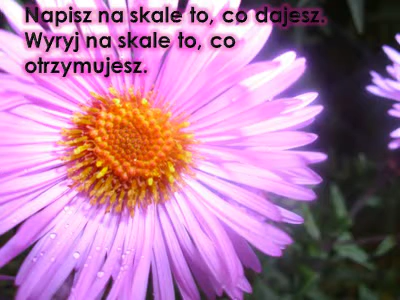 Napisz na skale to, co dajesz.
Wyryj na skale to, co
otrzymujesz.